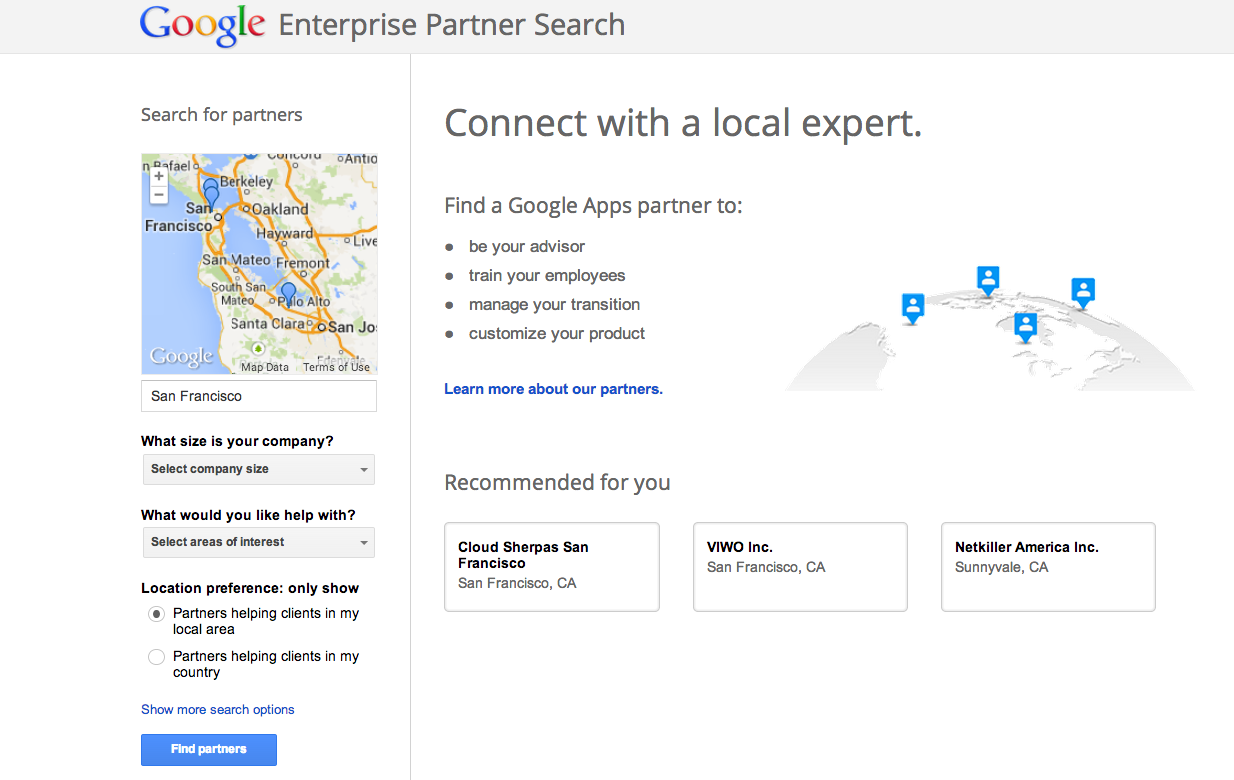 Google Enterprise Partner Search
Search for partners
Concord
Antio
n Rafael
+
Berkeley
−
San
Francisco
Oakland
Hayward
Live
San Mateo
Fremont
South San
Mateo
Palo Alto
Santa Clara
San Jo
Google
Edenvale
Map Data
Terms of Use
San Francisco
What size is your company?
Select company size
What would you like help with?
Select areas of interest
Location preference: only show
Partners helping clients in my
local area
Partners helping clients in my
country
Show more search options
Find partners
Connect with a local expert.
Find a Google Apps partner to:
● be your advisor
● train your employees
● manage your transition
● customize your product
Learn more about our partners.
Recommended for you
Cloud Sherpas San
Francisco
San Francisco, CA
VIWO Inc.
San Francisco, CA
Netkiller America Inc.
Sunnyvale, CA